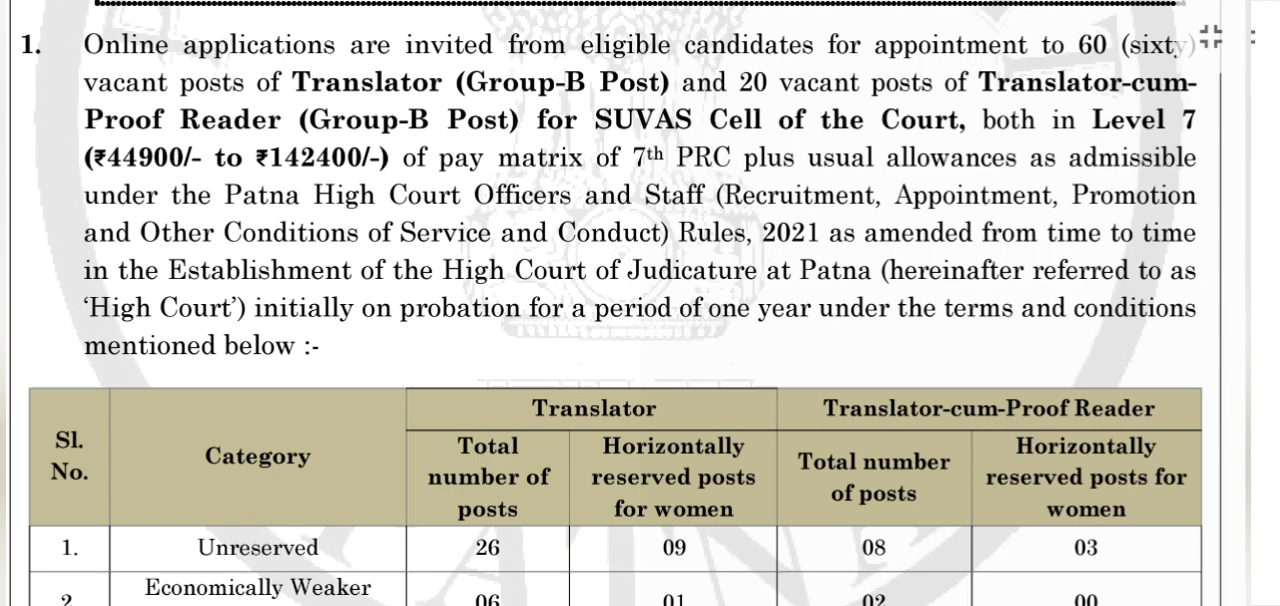 1. Online applications are invited from eligible candidates for appointment to 60 (sixty)
vacant posts of Translator (Group-B Post) and 20 vacant posts of Translator-cum-
Proof Reader (Group-B Post) for SUVAS Cell of the Court, both in Level 7
(₹44900/- to ₹142400/-) of pay matrix of 7th PRC plus usual allowances as admissible
under the Patna High Court Officers and Staff (Recruitment, Appointment, Promotion
and Other Conditions of Service and Conduct) Rules, 2021 as amended from time to time
in the Establishment of the High Court of Judicature at Patna (hereinafter referred to as
‘High Court’) initially on probation for a period of one year under the terms and conditions
mentioned below :-
Sl. No. Category Translator Translator-cum-Proof Reader
Total number of posts Horizontally reserved posts for women Total number of posts Horizontally reserved posts for women
1. Unreserved 26 09 08 03
2. Economically Weaker 06 01 02 00